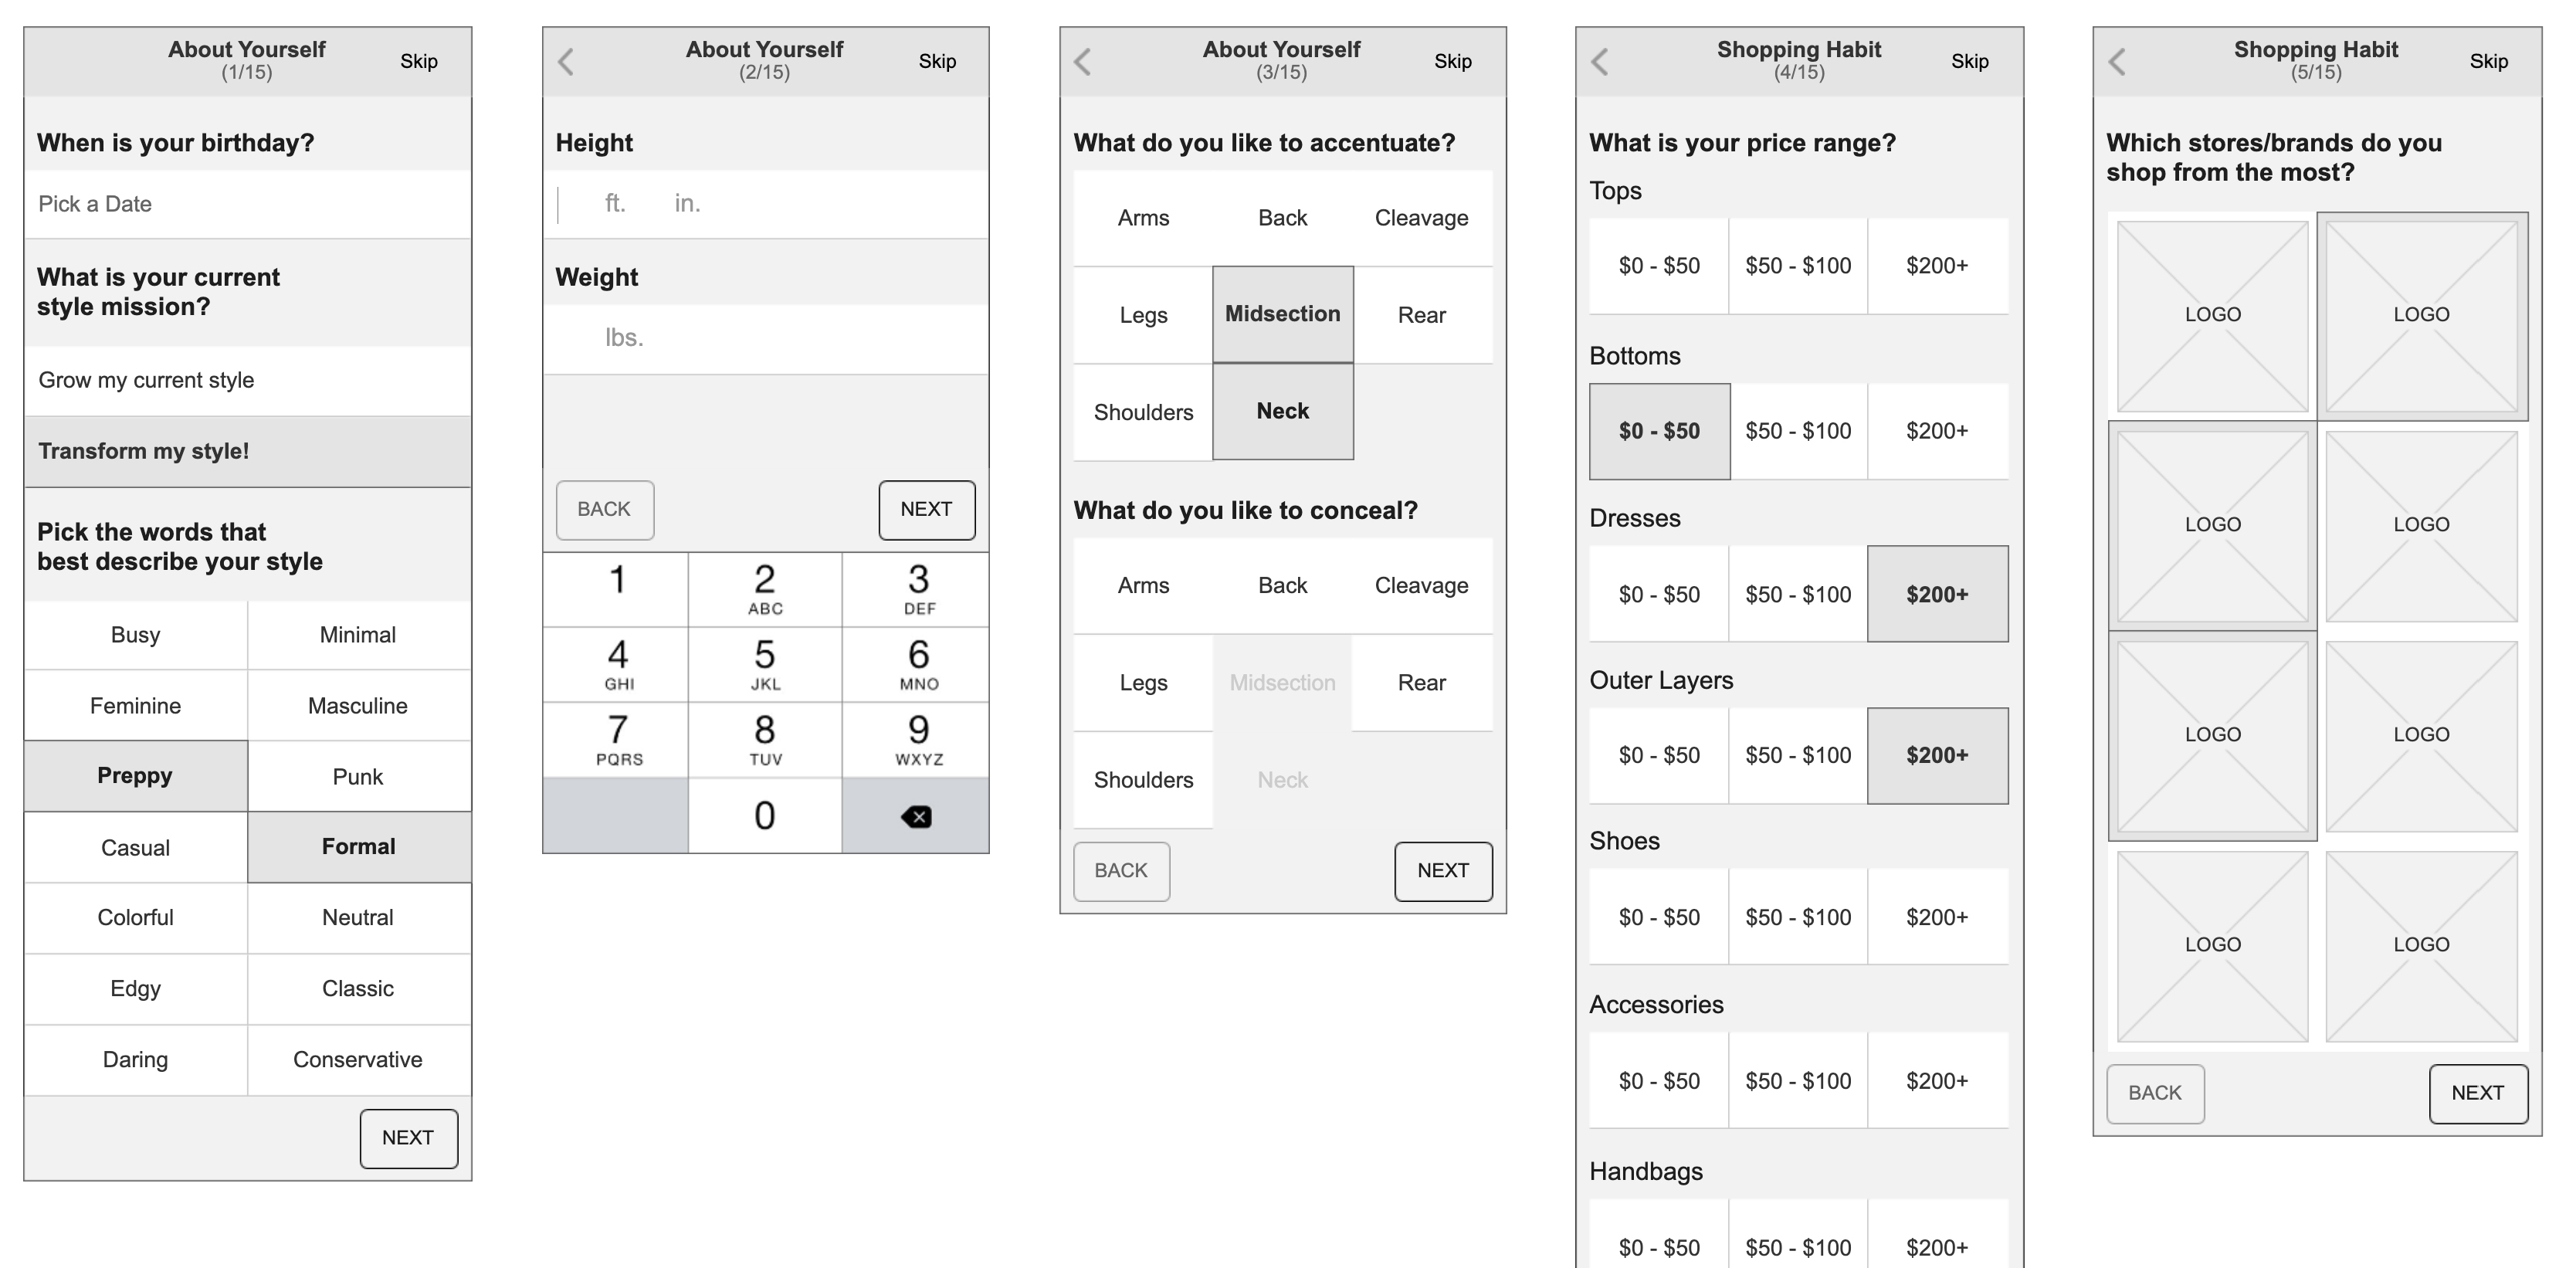 About Yourself
(1/15)
Skip
When is your birthday?
Pick a Date
What is your current
style mission?
Grow my current style
Transform my style!
Pick the words that
best describe your style
Busy Minimal
Feminine Masculine
Preppy Punk
Casual Formal
Colorful Neutral
Edgy Classic
Daring Conservative
NEXT
About Yourself
(2/15)
Skip
Height
ft. in.
Weight
lbs.
BACK NEXT
1 2 3
ABC DEF
4 5 6
GHI JKL MNO
7 8 9
PQRS TUV WXYZ
0
About Yourself
(3/15)
Skip
What do you like to accentuate?
Arms Back Cleavage
Legs Midsection Rear
Shoulders Neck
What do you like to conceal?
Arms Back Cleavage
Legs Midsection Rear
Shoulders Neck
BACK NEXT
Shopping Habit
(4/15)
Skip
What is your price range?
Tops
$0 - $50 $50 - $100 $200+
Bottoms
$0 - $50 $50 - $100 $200+
Dresses
$0 - $50 $50 - $100 $200+
Outer Layers
$0 - $50 $50 - $100 $200+
Shoes
$0 - $50 $50 - $100 $200+
Accessories
$0 - $50 $50 - $100 $200+
Handbags
$0 - $50 $50 - $100 $200+
Shopping Habit
(5/15)
Skip
Which stores/brands do you
shop from the most?
LOGO LOGO
LOGO LOGO
LOGO LOGO
LOGO LOGO
BACK NEXT